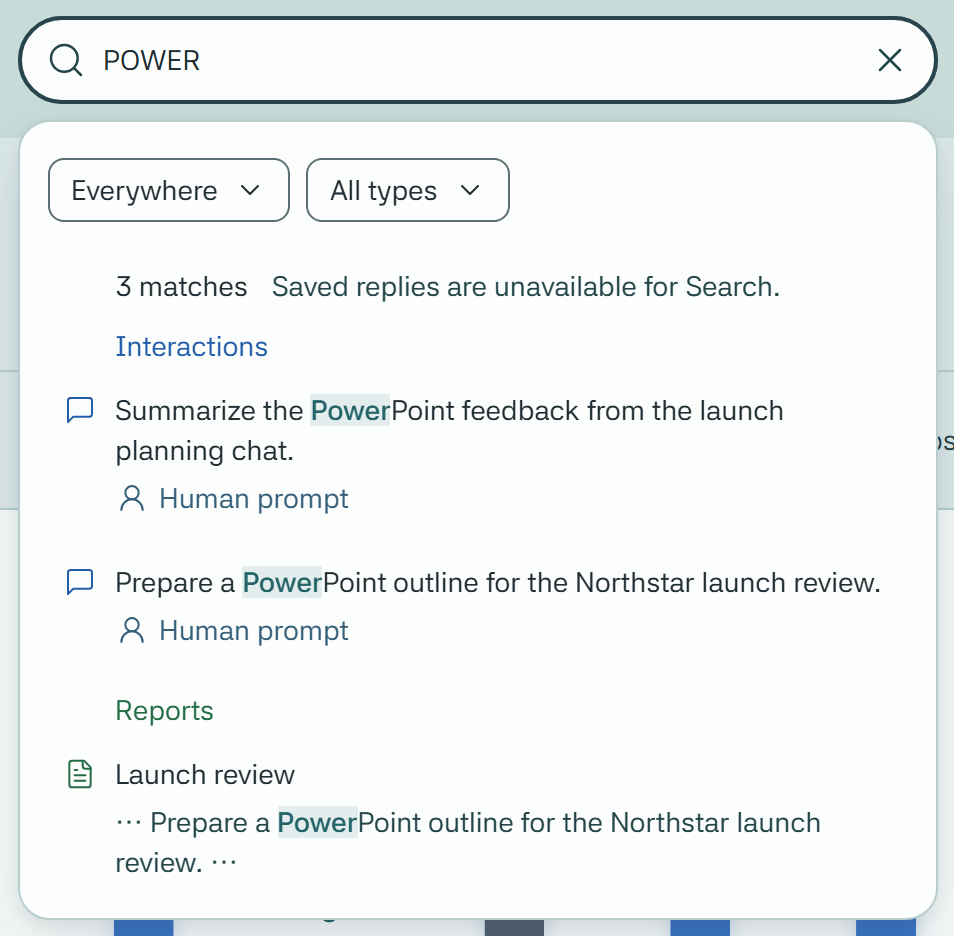 POWER
Everywhere
All types
3 matches Saved replies are unavailable for Search.
Interactions
Summarize the PowerPoint feedback from the launch
planning chat.
Human prompt
Prepare a PowerPoint outline for the Northstar launch review.
Human prompt
Reports
Launch review
··· Prepare a PowerPoint outline for the Northstar launch
review. ···